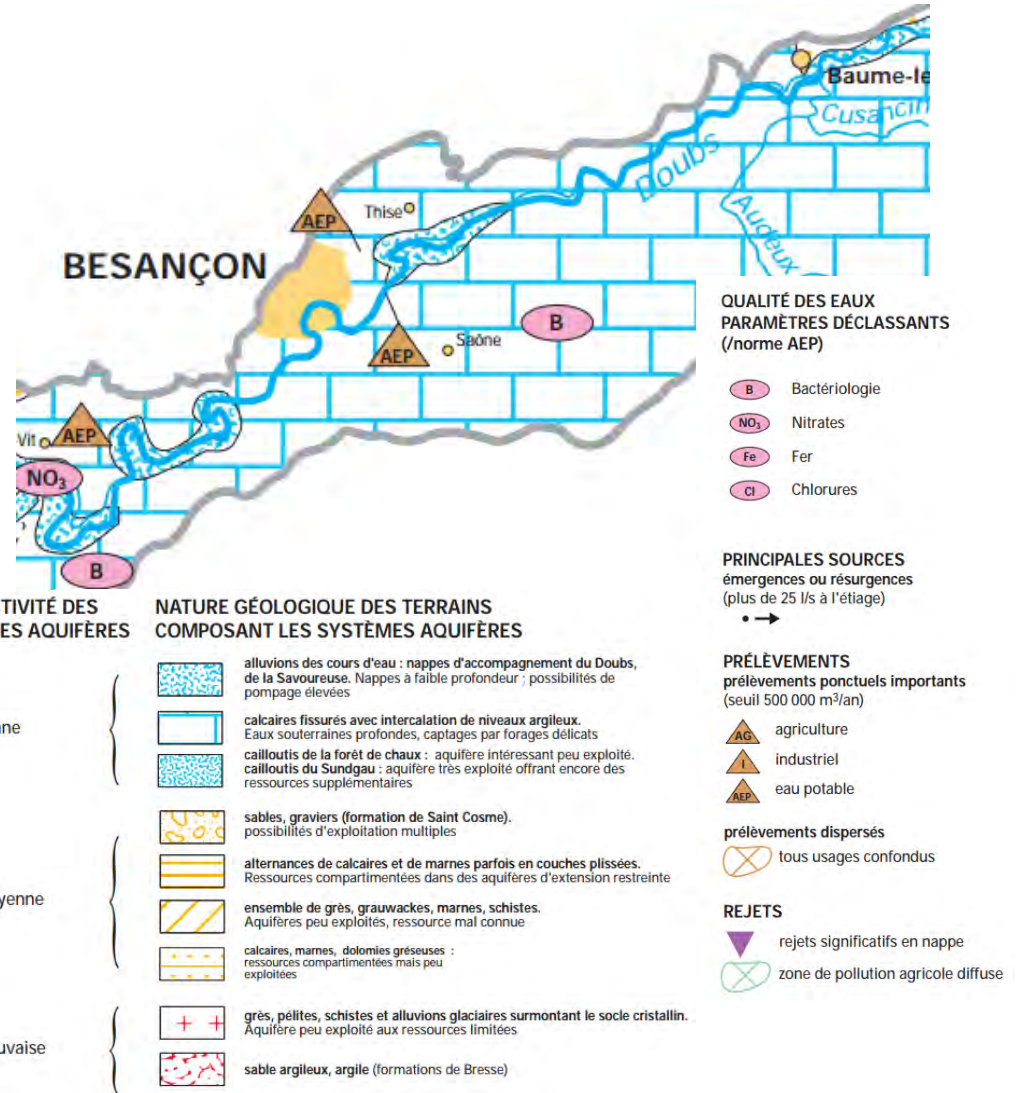 Baume-le
Cusancin
Doubs
Audeux
AEP
Thise
BESANÇON
B
AEP
Saône
Vit
AEP
NO₃
B
QUALITÉ DES EAUX
PARAMÈTRES DÉCLASSANTS
(/norme AEP)
B Bactériologie
NO₃ Nitrates
Fe Fer
Cl Chlorures
PRINCIPALES SOURCES
émergences ou résurgences
(plus de 25 l/s à l'étiage)
PRÉLÈVEMENTS
prélèvements ponctuels importants
(seuil 500 000 m³/an)
AG agriculture
I industriel
AEP eau potable
prélèvements dispersés
tous usages confondus
REJETS
rejets significatifs en nappe
zone de pollution agricole diffuse
TIVITÉ DES
ES AQUIFÈRES
ne
yenne
uvaise
NATURE GÉOLOGIQUE DES TERRAINS
COMPOSANT LES SYSTÈMES AQUIFÈRES
alluvions des cours d'eau : nappes d'accompagnement du Doubs,
de la Savoureuse. Nappes à faible profondeur ; possibilités de
pompage élevées
calcaires fissurés avec intercalation de niveaux argileux.
Eaux souterraines profondes, captages par forages délicats
cailloutis de la forêt de chaux : aquifère intéressant peu exploité.
cailloutis du Sundgau : aquifère très exploité offrant encore des
ressources supplémentaires
sables, graviers (formation de Saint Cosme).
possibilités d'exploitation multiples
alternances de calcaires et de marnes parfois en couches plissées.
Ressources compartimentées dans des aquifères d'extension restreinte
ensemble de grès, grauwackes, marnes, schistes.
Aquifères peu exploités, ressource mal connue
calcaires, marnes, dolomies gréseuses :
ressources compartimentées mais peu
exploitées
grès, pélites, schistes et alluvions glaciaires surmontant le socle cristallin.
Aquifère peu exploité aux ressources limitées
sable argileux, argile (formations de Bresse)